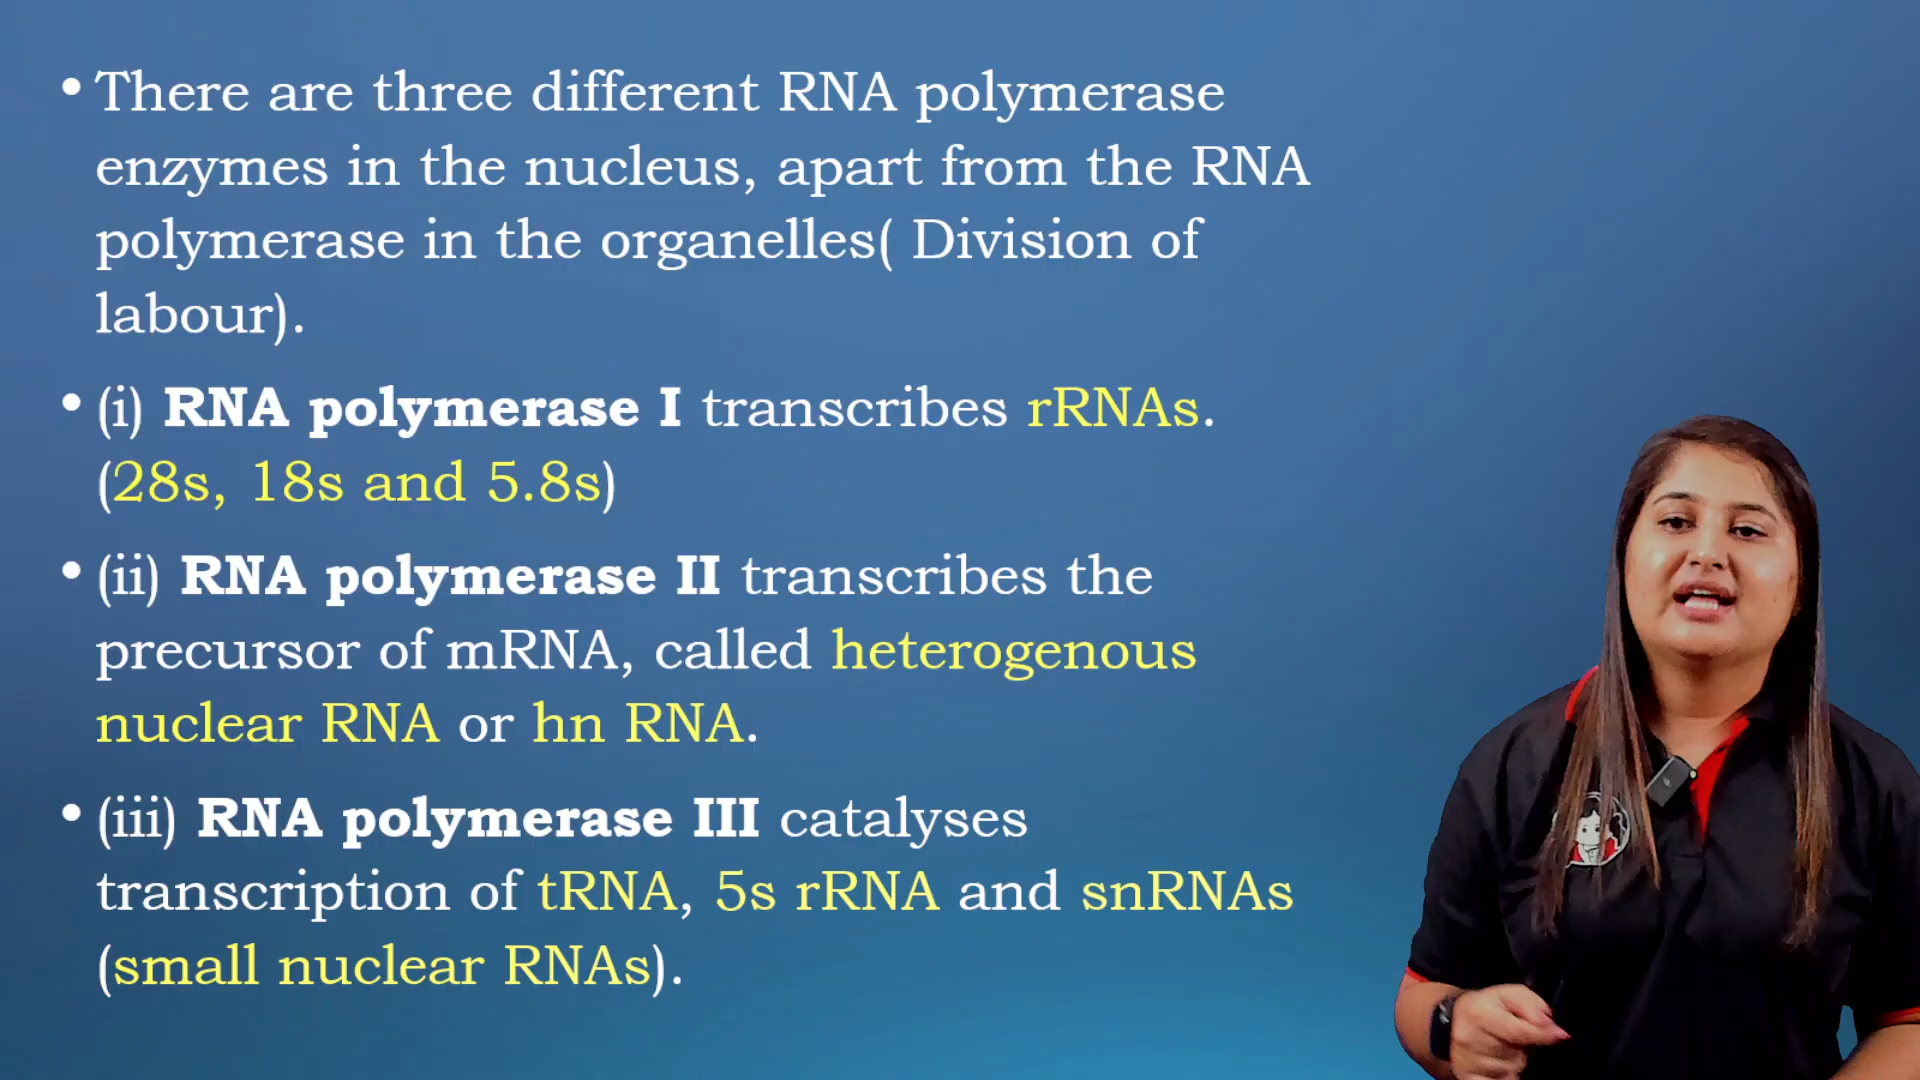 • There are three different RNA polymerase
enzymes in the nucleus, apart from the RNA
polymerase in the organelles( Division of
labour).
• (i) RNA polymerase I transcribes rRNAs.
(28s, 18s and 5.8s)
• (ii) RNA polymerase II transcribes the
precursor of mRNA, called heterogenous
nuclear RNA or hn RNA.
• (iii) RNA polymerase III catalyses
transcription of tRNA, 5s rRNA and snRNAs
(small nuclear RNAs).